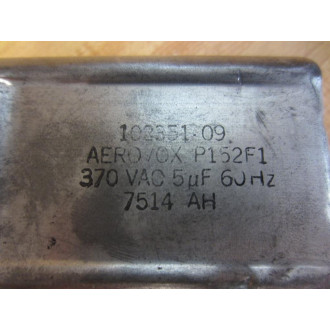 102351-09
AEROVOX P152F1
370 VAC 5µF 60Hz
7514 AH